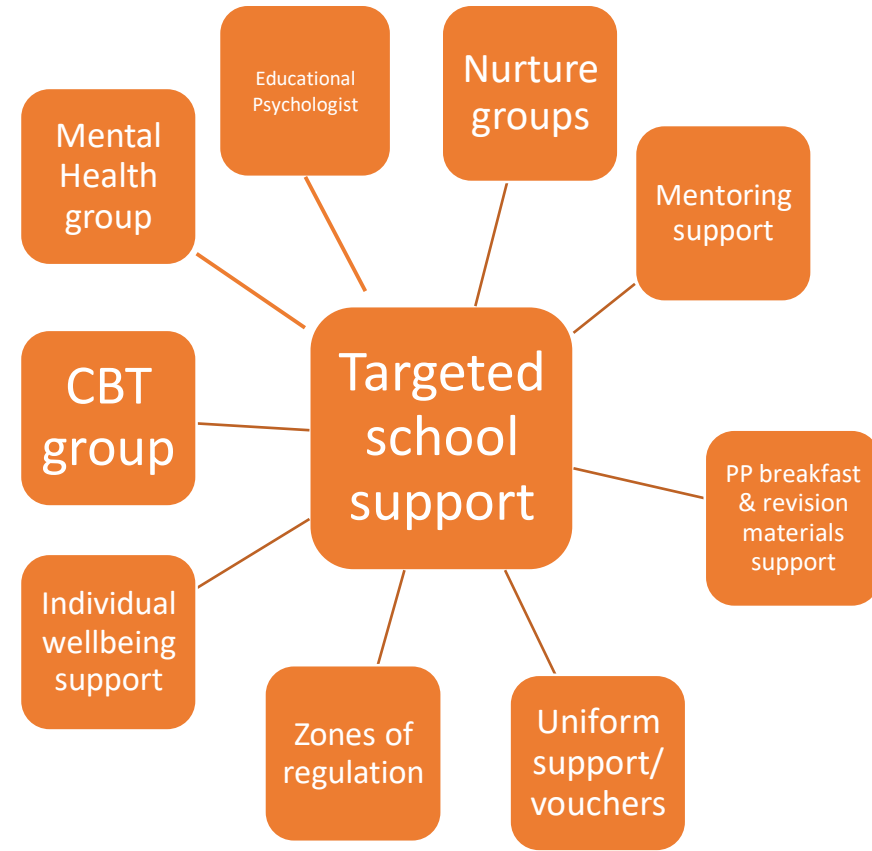 Educational
Psychologist
Nurture
groups
Mental
Health
group
Mentoring
support
Targeted
school
support
CBT
group
PP breakfast
& revision
materials
support
Individual
wellbeing
support
Zones of
regulation
Uniform
support/
vouchers